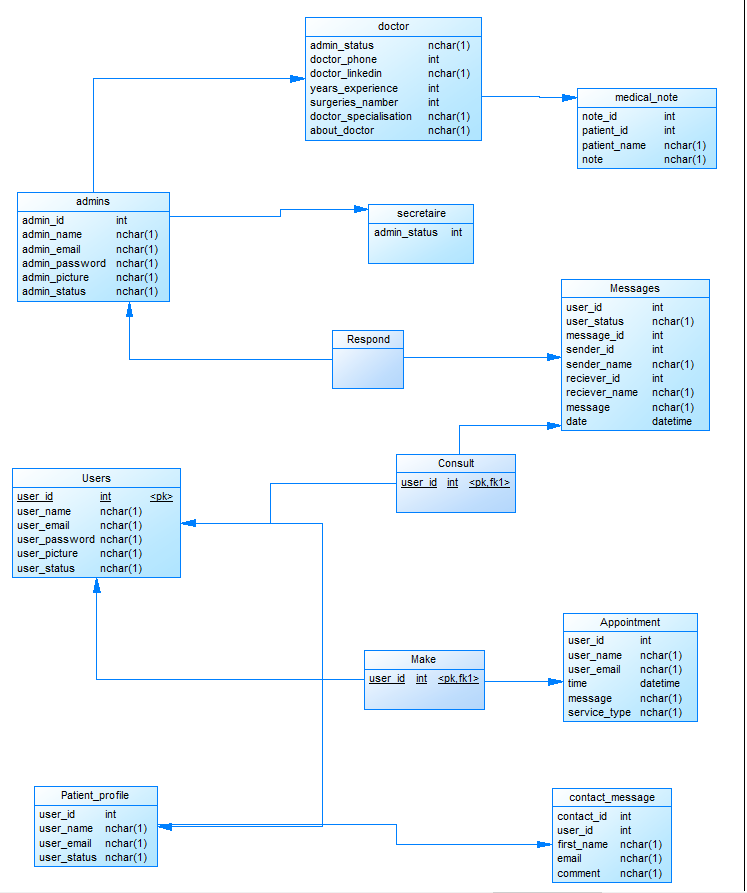 doctor
admin_status nchar(1)
doctor_phone int
doctor_linkedin nchar(1)
years_experience int
surgeries_namber int
doctor_specialisation nchar(1)
about_doctor nchar(1)
medical_note
note_id int
patient_id int
patient_name nchar(1)
note nchar(1)
admins
admin_id int
admin_name nchar(1)
admin_email nchar(1)
admin_password nchar(1)
admin_picture nchar(1)
admin_status nchar(1)
secretaire
admin_status int
Messages
user_id int
user_status nchar(1)
message_id int
sender_id int
sender_name nchar(1)
reciever_id int
reciever_name nchar(1)
message nchar(1)
date datetime
Respond
Consult
user_id int <pk,fk1>
Users
user_id int <pk>
user_name nchar(1)
user_email nchar(1)
user_password nchar(1)
user_picture nchar(1)
user_status nchar(1)
Make
user_id int <pk,fk1>
Appointment
user_id int
user_name nchar(1)
user_email nchar(1)
time datetime
message nchar(1)
service_type nchar(1)
Patient_profile
user_id int
user_name nchar(1)
user_email nchar(1)
user_status nchar(1)
contact_message
contact_id int
user_id int
first_name nchar(1)
email nchar(1)
comment nchar(1)